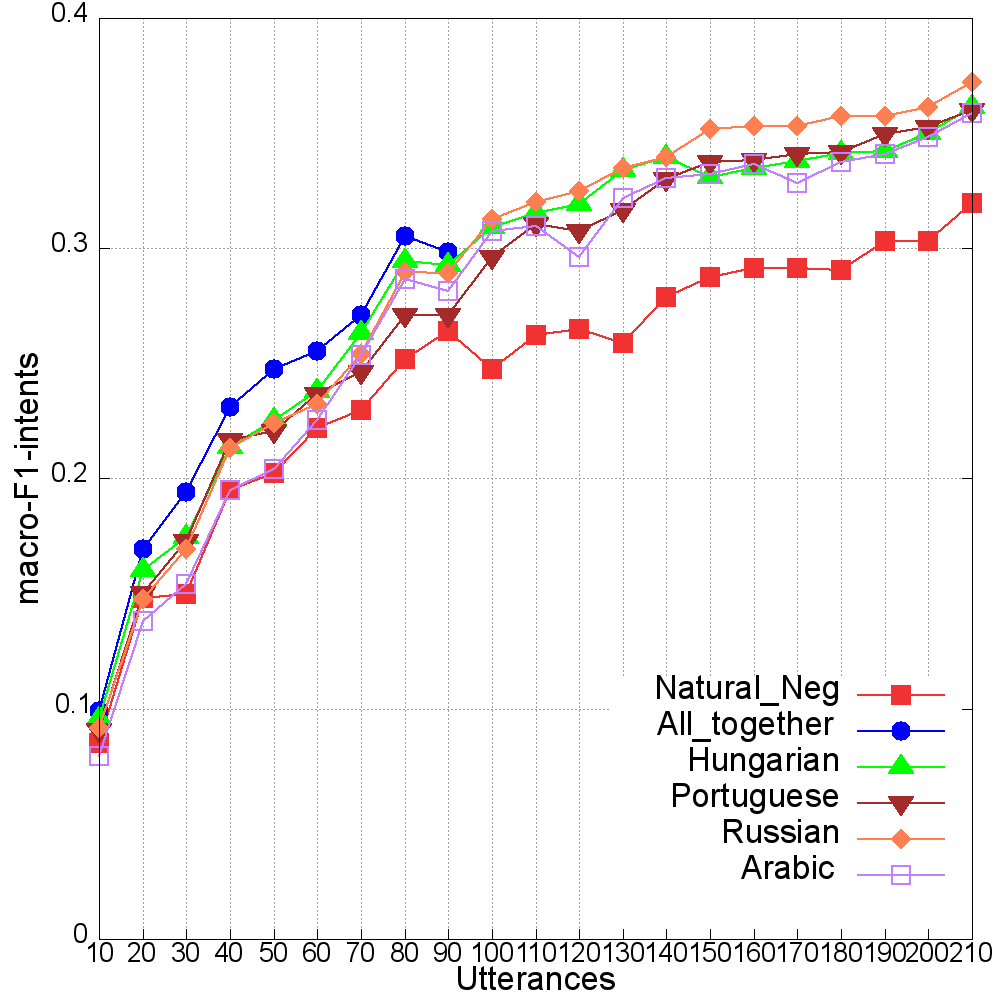 0.4
0.3
0.2
0.1
0
macro-F1-intents
Natural_Neg
All_together
Hungarian
Portuguese
Russian
Arabic
10 20 30 40 50 60 70 80 90 100 110 120 130 140 150 160 170 180 190 200 210
Utterances